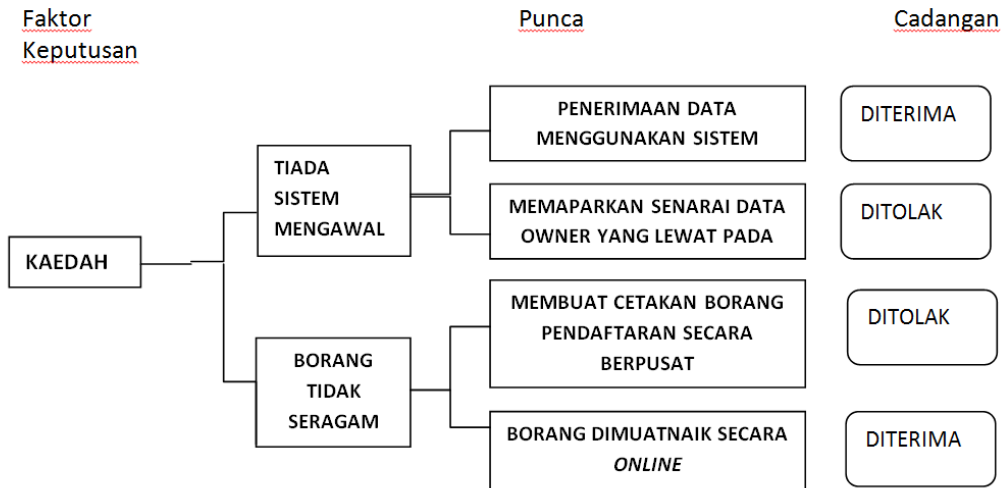 Faktor
Keputusan
Punca
Cadangan
KAEDAH
TIADA
SISTEM
MENGAWAL
BORANG
TIDAK
SERAGAM
PENERIMAAN DATA
MENGGUNAKAN SISTEM
MEMAPARKAN SENARAI DATA
OWNER YANG LEWAT PADA
MEMBUAT CETAKAN BORANG
PENDAFTARAN SECARA
BERPUSAT
BORANG DIMUATNAIK SECARA
ONLINE
DITERIMA
DITOLAK
DITOLAK
DITERIMA